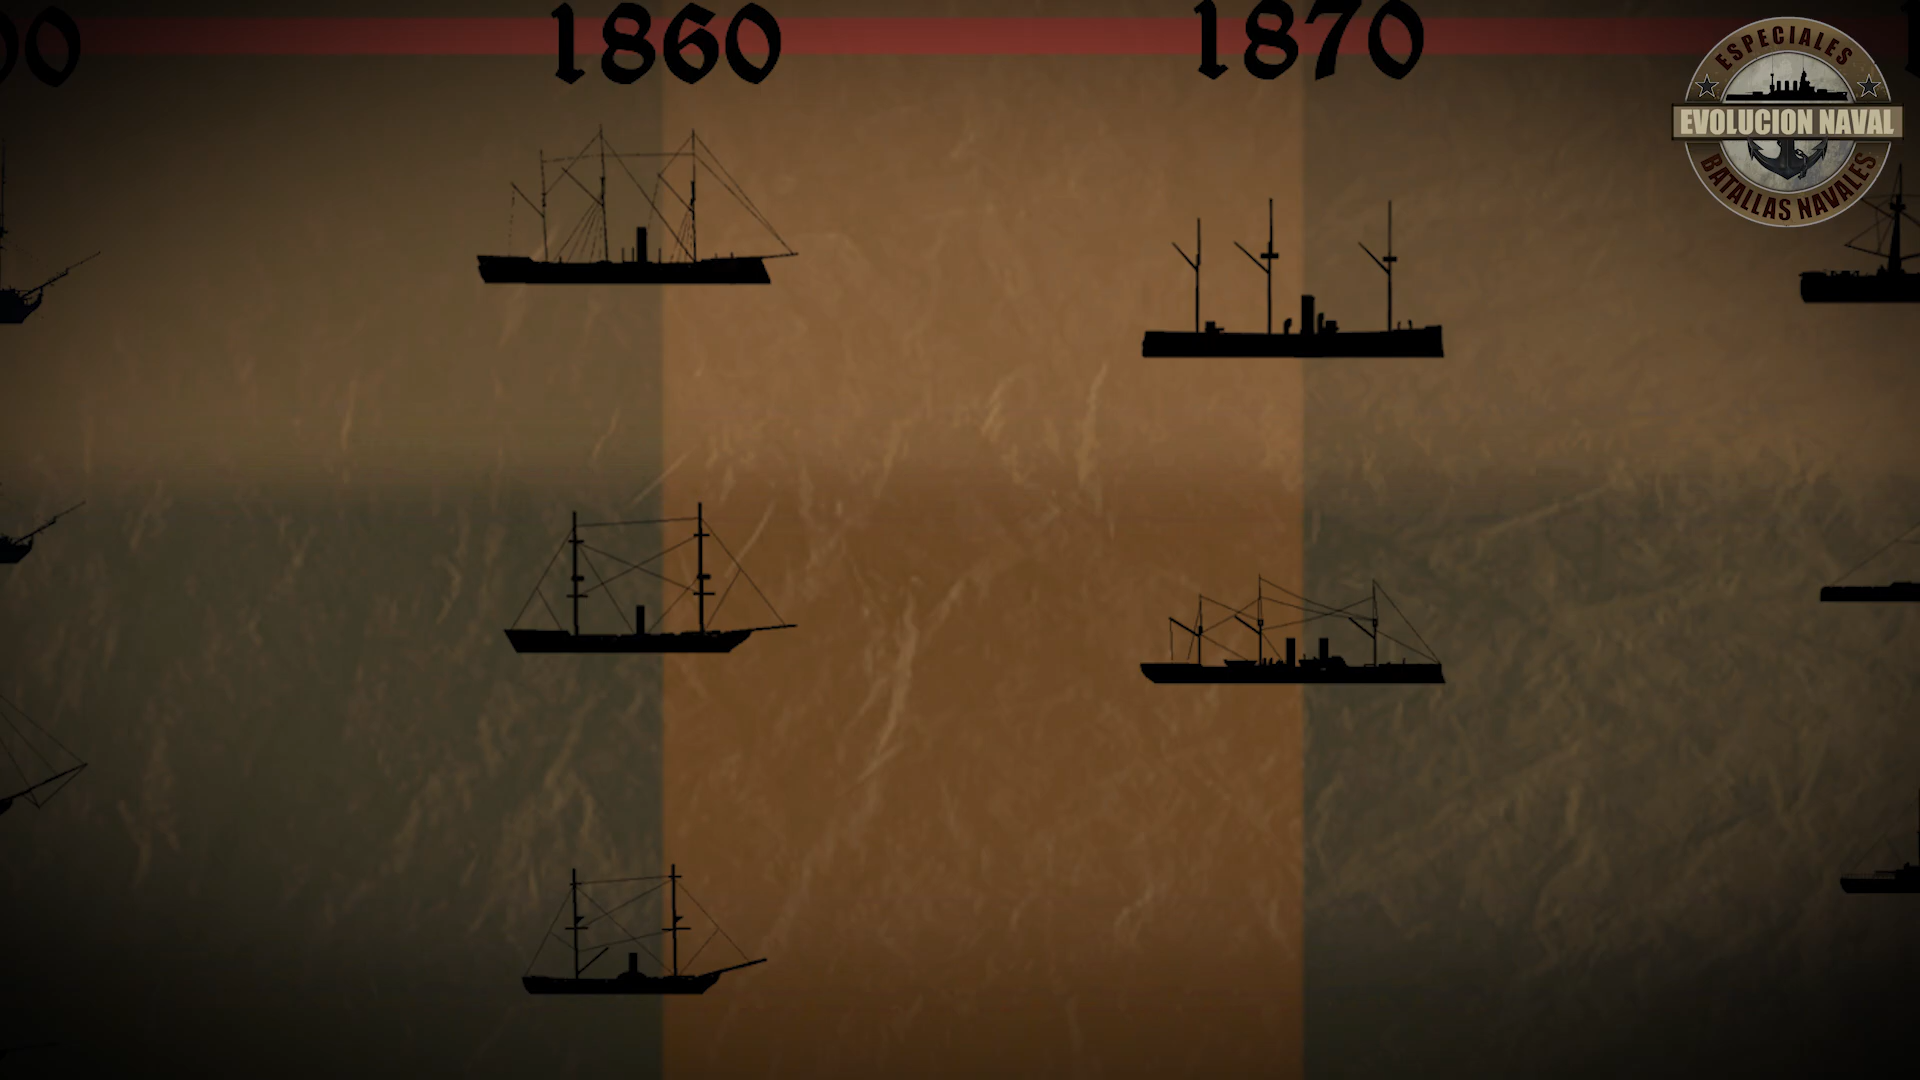 1860
1870
ESPECIALES
EVOLUCION NAVAL
BATALLAS NAVALES